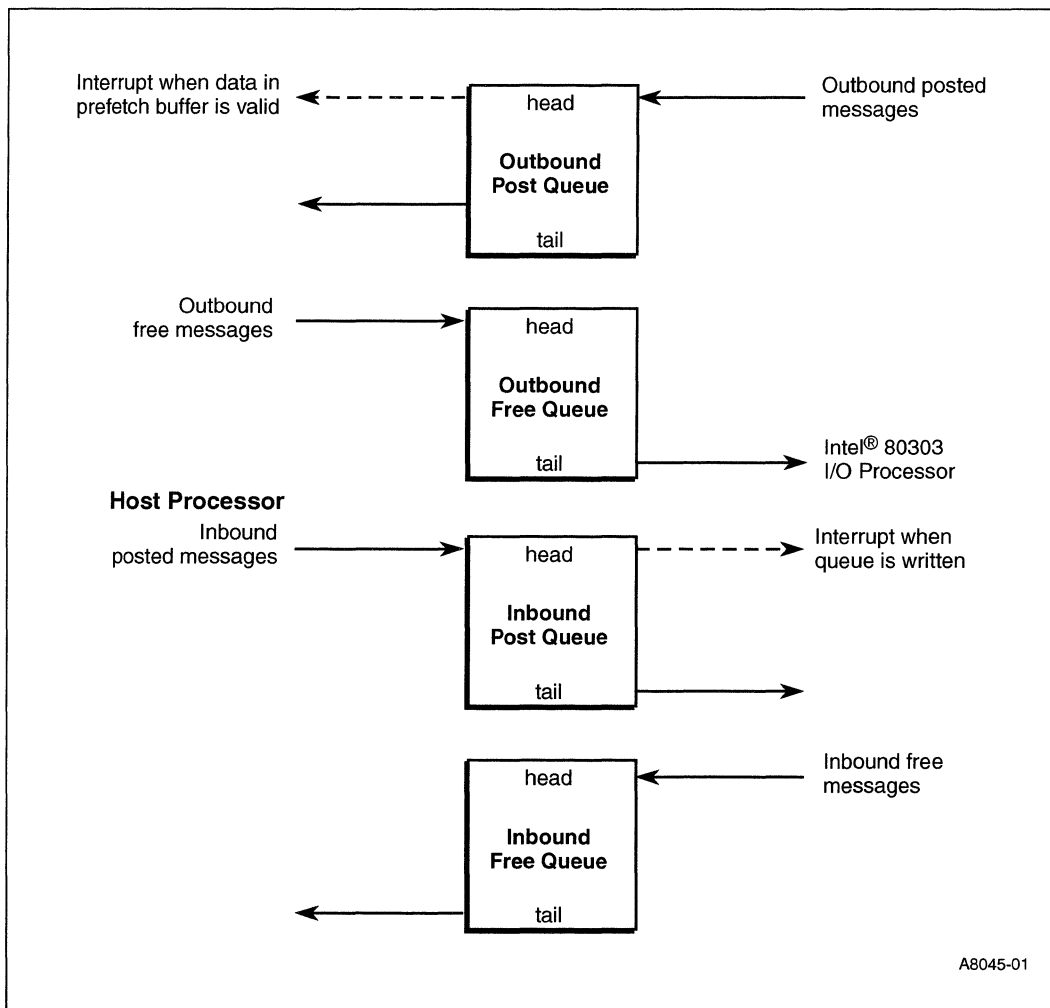 Interrupt when data in
prefetch buffer is valid
head
Outbound posted
messages
Outbound
Post Queue
tail
Outbound
free messages
head
Outbound
Free Queue
tail
Intel® 80303
I/O Processor
Host Processor
Inbound
posted messages
head
Interrupt when
queue is written
Inbound
Post Queue
tail
head
Inbound free
messages
Inbound
Free Queue
tail
A8045-01